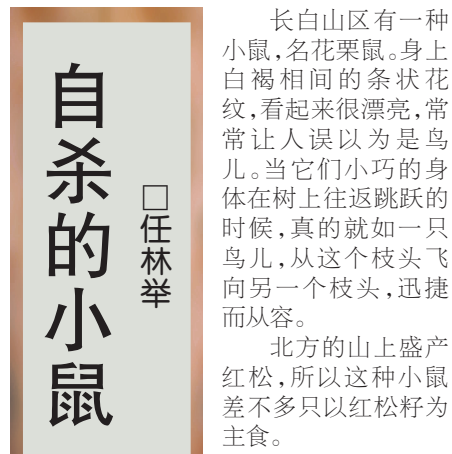 自杀的小鼠
□任林举
长白山区有一种
小鼠,名花栗鼠。身上
白褐相间的条状花
纹,看起来很漂亮,常
常让人误以为是鸟
儿。当它们小巧的身
体在树上往返跳跃的
时候,真的就如一只
鸟儿,从这个枝头飞
向另一个枝头,迅捷
而从容。
北方的山上盛产
红松,所以这种小鼠
差不多只以红松籽为
主食。